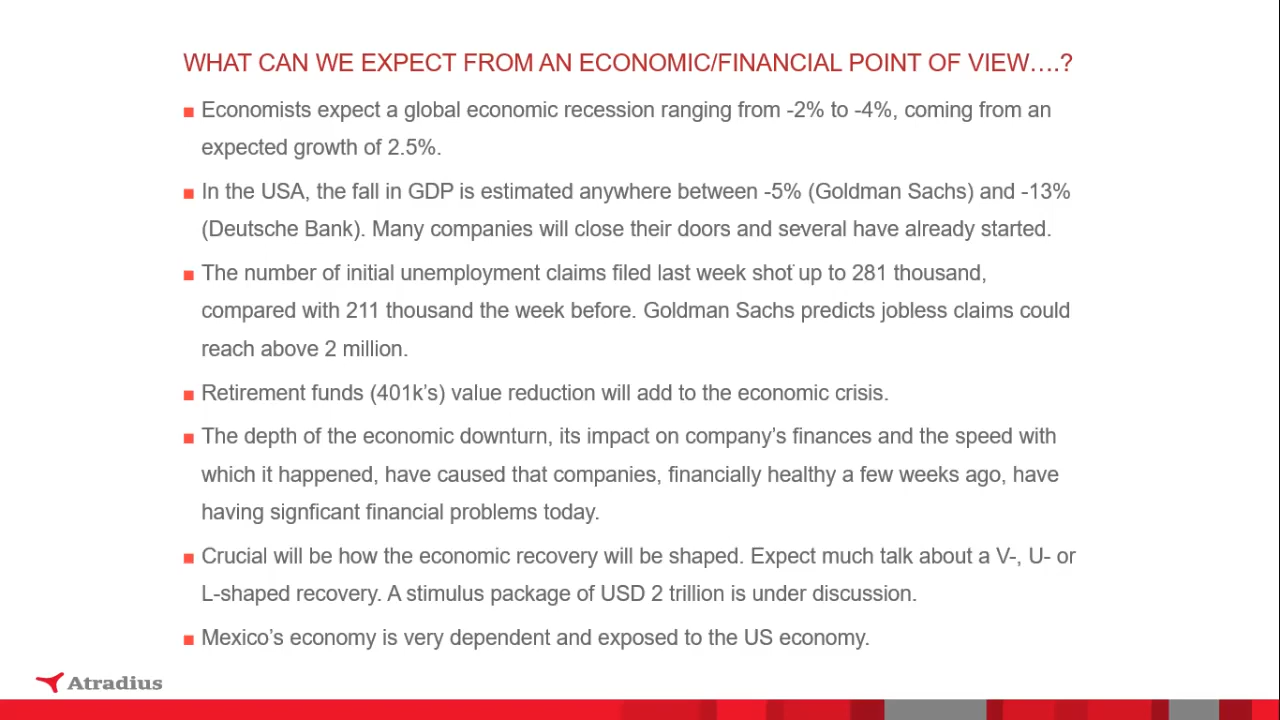 WHAT CAN WE EXPECT FROM AN ECONOMIC/FINANCIAL POINT OF VIEW….?
■ Economists expect a global economic recession ranging from -2% to -4%, coming from an
expected growth of 2.5%.
■ In the USA, the fall in GDP is estimated anywhere between -5% (Goldman Sachs) and -13%
(Deutsche Bank). Many companies will close their doors and several have already started.
■ The number of initial unemployment claims filed last week shot up to 281 thousand,
compared with 211 thousand the week before. Goldman Sachs predicts jobless claims could
reach above 2 million.
■ Retirement funds (401k’s) value reduction will add to the economic crisis.
■ The depth of the economic downturn, its impact on company’s finances and the speed with
which it happened, have caused that companies, financially healthy a few weeks ago, have
having signficant financial problems today.
■ Crucial will be how the economic recovery will be shaped. Expect much talk about a V-, U- or
L-shaped recovery. A stimulus package of USD 2 trillion is under discussion.
■ Mexico’s economy is very dependent and exposed to the US economy.
Atradius